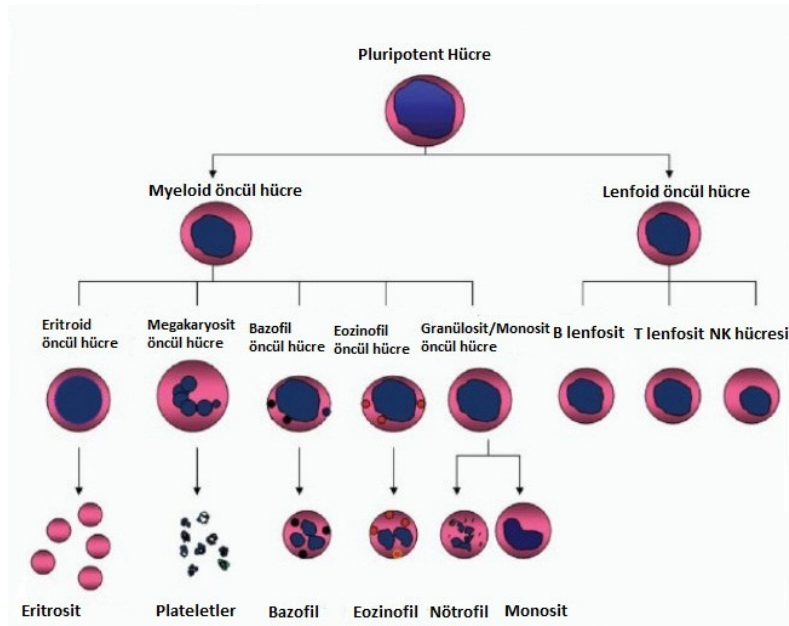 Pluripotent Hücre
Myeloid öncül hücre
Lenfoid öncül hücre
Eritroid
öncül hücre
Megakaryosit
öncül hücre
Bazofil
öncül hücre
Eozinofil
öncül hücre
Granülosit/Monosit
öncül hücre
B lenfosit
T lenfosit
NK hücresi
Eritrosit
Plateletler
Bazofil
Eozinofil
Nötrofil
Monosit